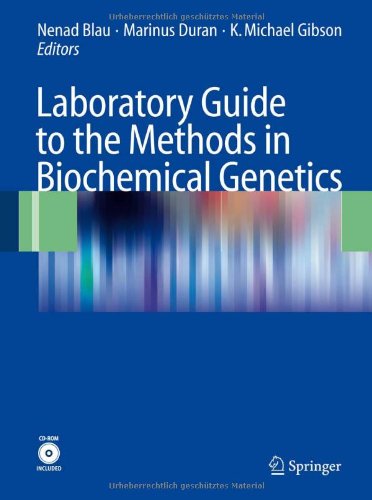 Urheberrechtlich geschütztes Material
Nenad Blau · Marinus Duran · K. Michael Gibson
Editors
Laboratory Guide
to the Methods in
Biochemical Genetics
CD-ROM
INCLUDED
Springer
Urheberrechtlich geschütztes Material